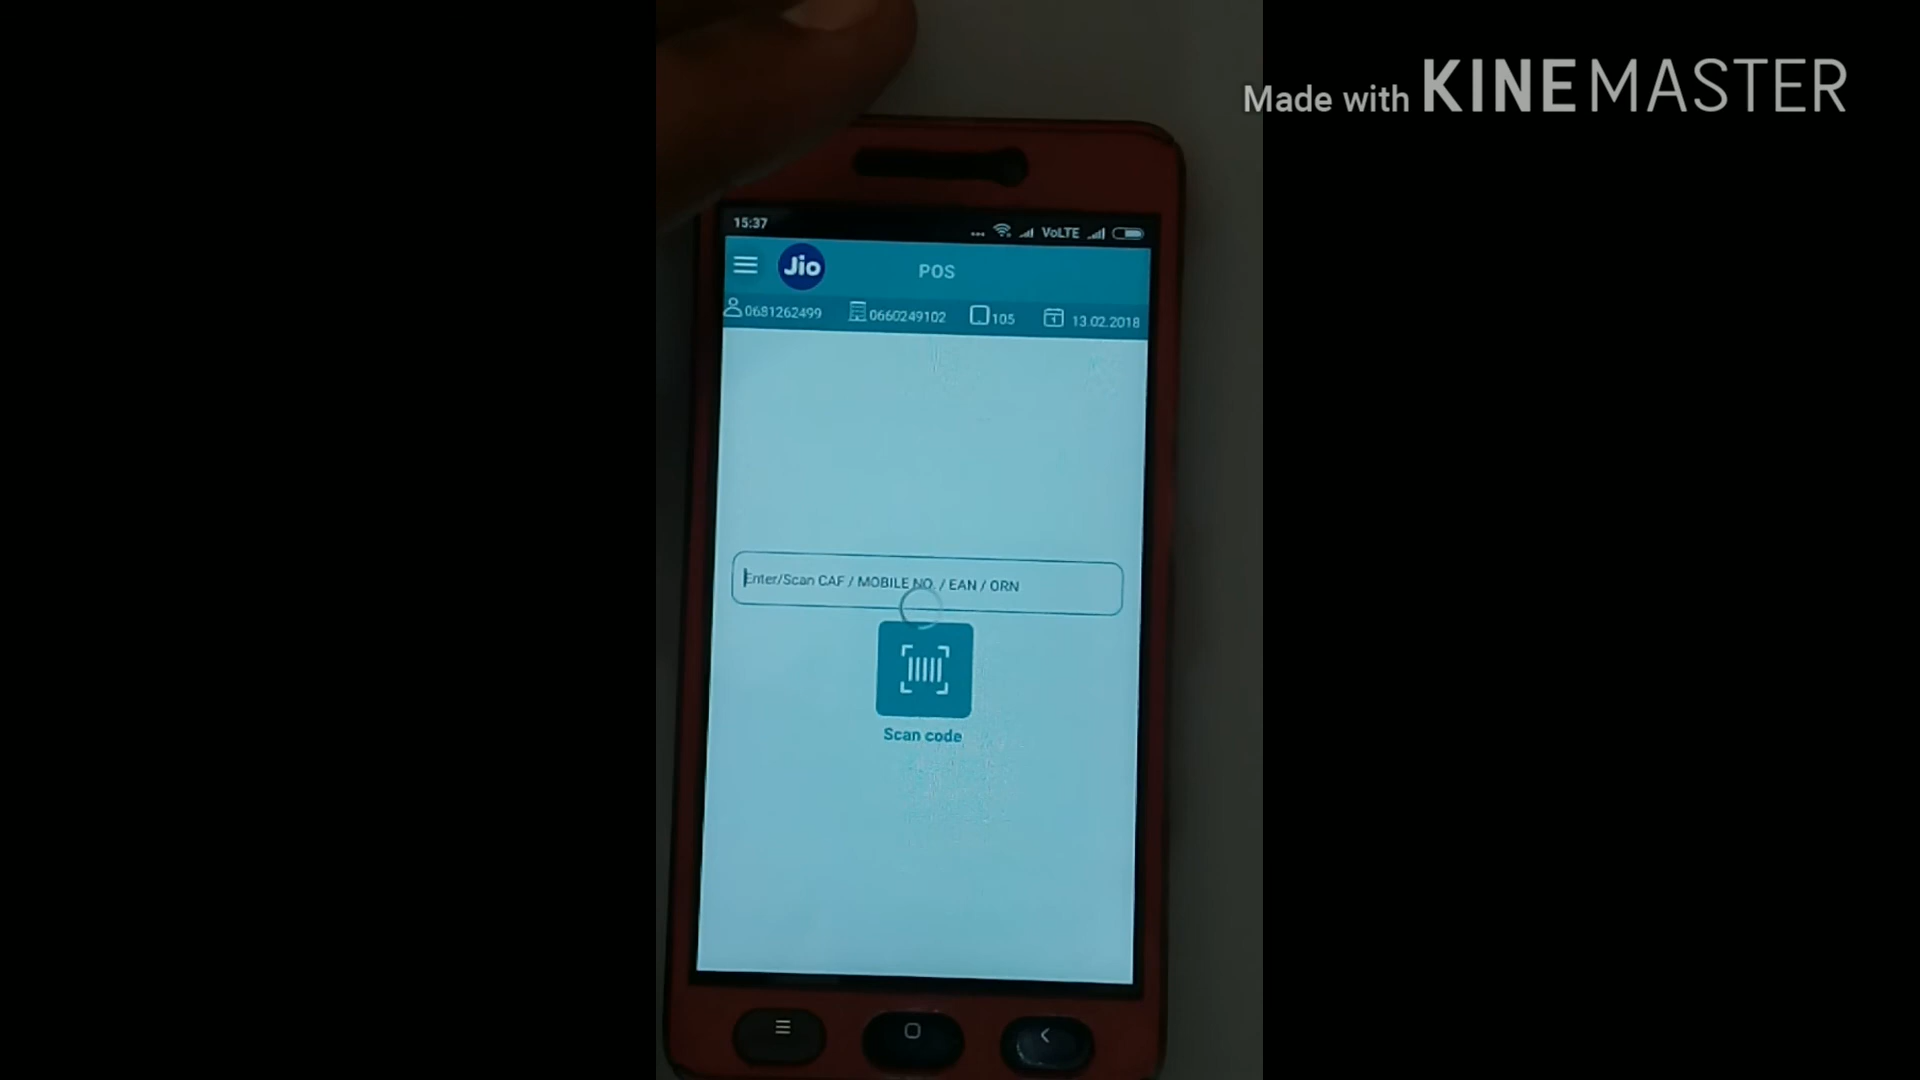 Made with KINEMASTER
15:37 ... VoLTE
Jio POS
0681262499 0660249102 105 13.02.2018
Enter/Scan CAF / MOBILE NO. / EAN / ORN
Scan code